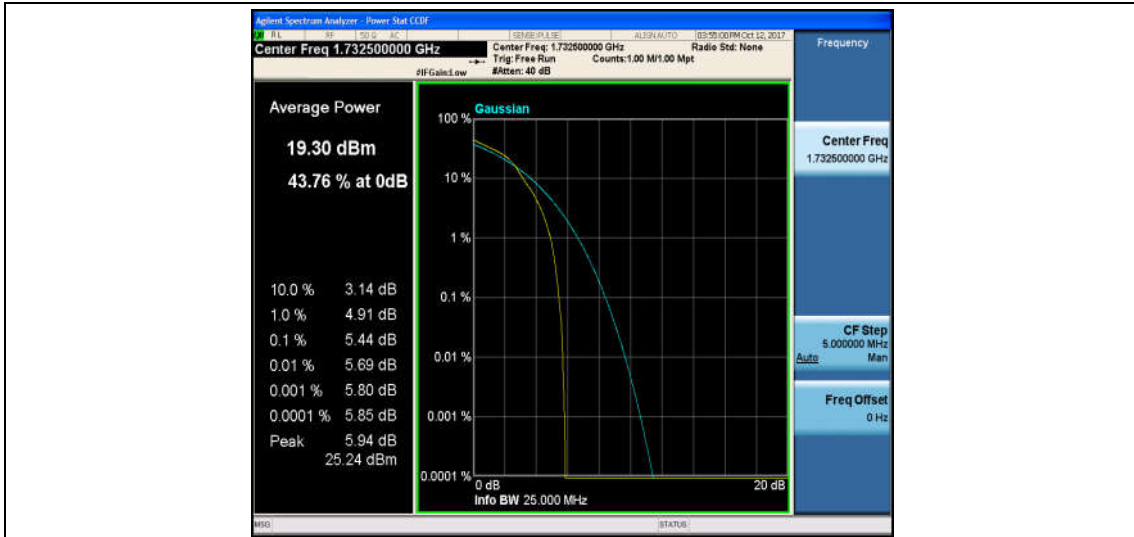 Agilent Spectrum Analyzer - Power Stat CCDF
RL RF 50 Ω AC SENSE:PULSE ALIGNAUTO 03:55:00 PM Oct 12, 2017
Center Freq 1.732500000 GHz
Center Freq: 1.732500000 GHz Radio Std: None
Trig: Free Run Counts:1.00 M/1.00 Mpt
#IFGain:Low #Atten: 40 dB
Frequency
Average Power
19.30 dBm
43.76 % at 0dB
10.0 % 3.14 dB
1.0 % 4.91 dB
0.1 % 5.44 dB
0.01 % 5.69 dB
0.001 % 5.80 dB
0.0001 % 5.85 dB
Peak 5.94 dB
25.24 dBm
Gaussian
100 %
10 %
1 %
0.1 %
0.01 %
0.001 %
0.0001 %
0 dB 20 dB
Info BW 25.000 MHz
Center Freq
1.732500000 GHz
CF Step
5.000000 MHz
Auto Man
Freq Offset
0 Hz
MSG STATUS